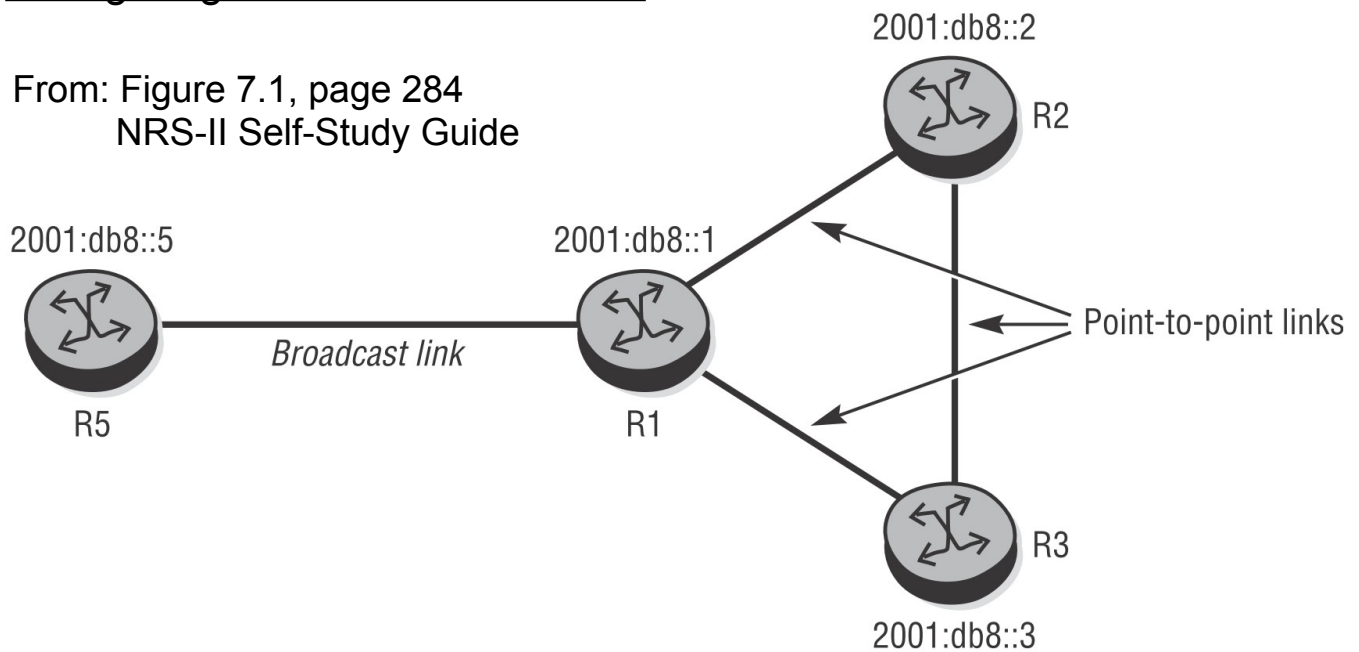 From: Figure 7.1, page 284
NRS-II Self-Study Guide
2001:db8::2
R2
2001:db8::5
2001:db8::1
Broadcast link
Point-to-point links
R5
R1
R3
2001:db8::3